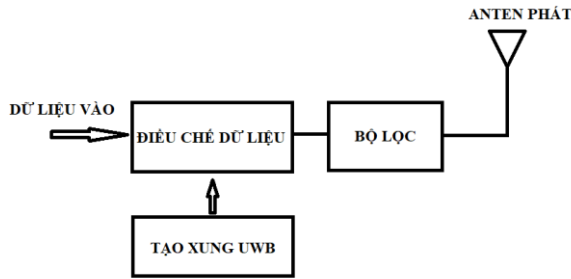 ANTEN PHÁT
DỮ LIỆU VÀO
ĐIỀU CHẾ DỮ LIỆU
BỘ LỌC
TẠO XUNG UWB